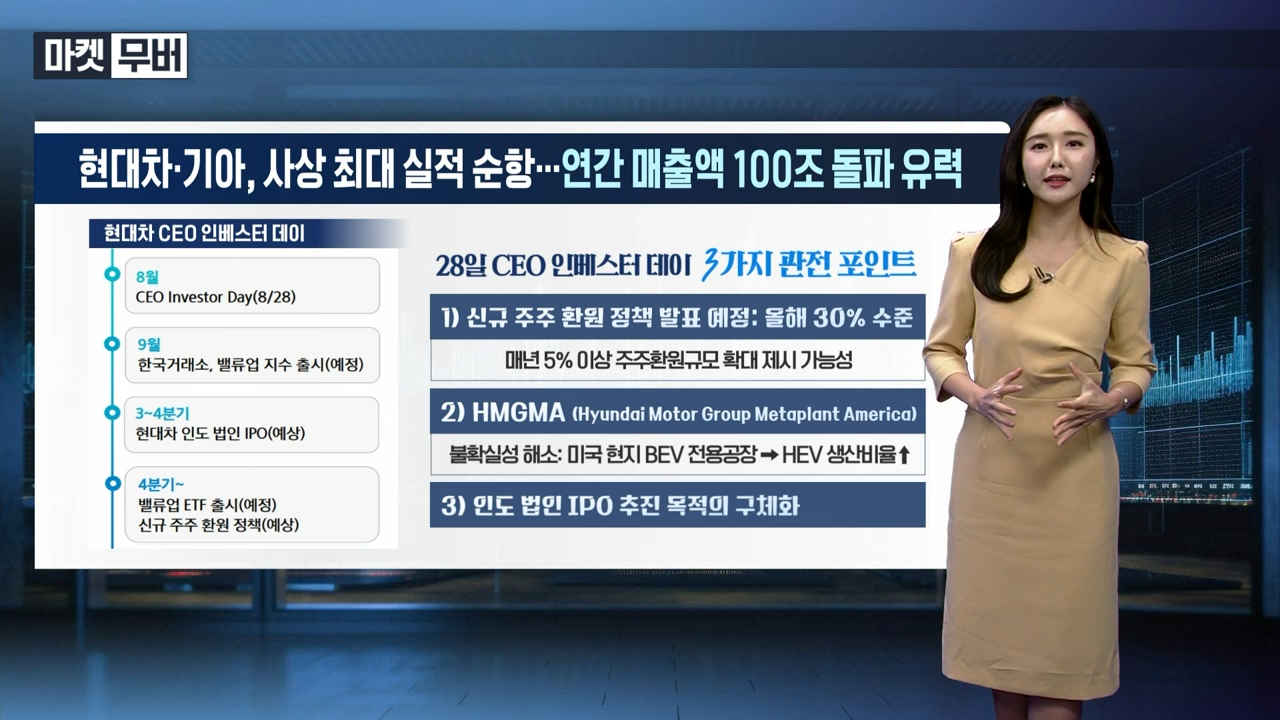 마켓 무버
현대차·기아, 사상 최대 실적 순항…연간 매출액 100조 돌파 유력
현대차 CEO 인베스터 데이
8월
CEO Investor Day(8/28)
9월
한국거래소, 밸류업 지수 출시(예정)
3~4분기
현대차 인도 법인 IPO(예상)
4분기~
밸류업 ETF 출시(예정)
신규 주주 환원 정책(예상)
28일 CEO 인베스터 데이 3가지 관전 포인트
1) 신규 주주 환원 정책 발표 예정: 올해 30% 수준
매년 5% 이상 주주환원규모 확대 제시 가능성
2) HMGMA (Hyundai Motor Group Metaplant America)
불확실성 해소: 미국 현지 BEV 전용공장 → HEV 생산비율↑
3) 인도 법인 IPO 추진 목적의 구체화